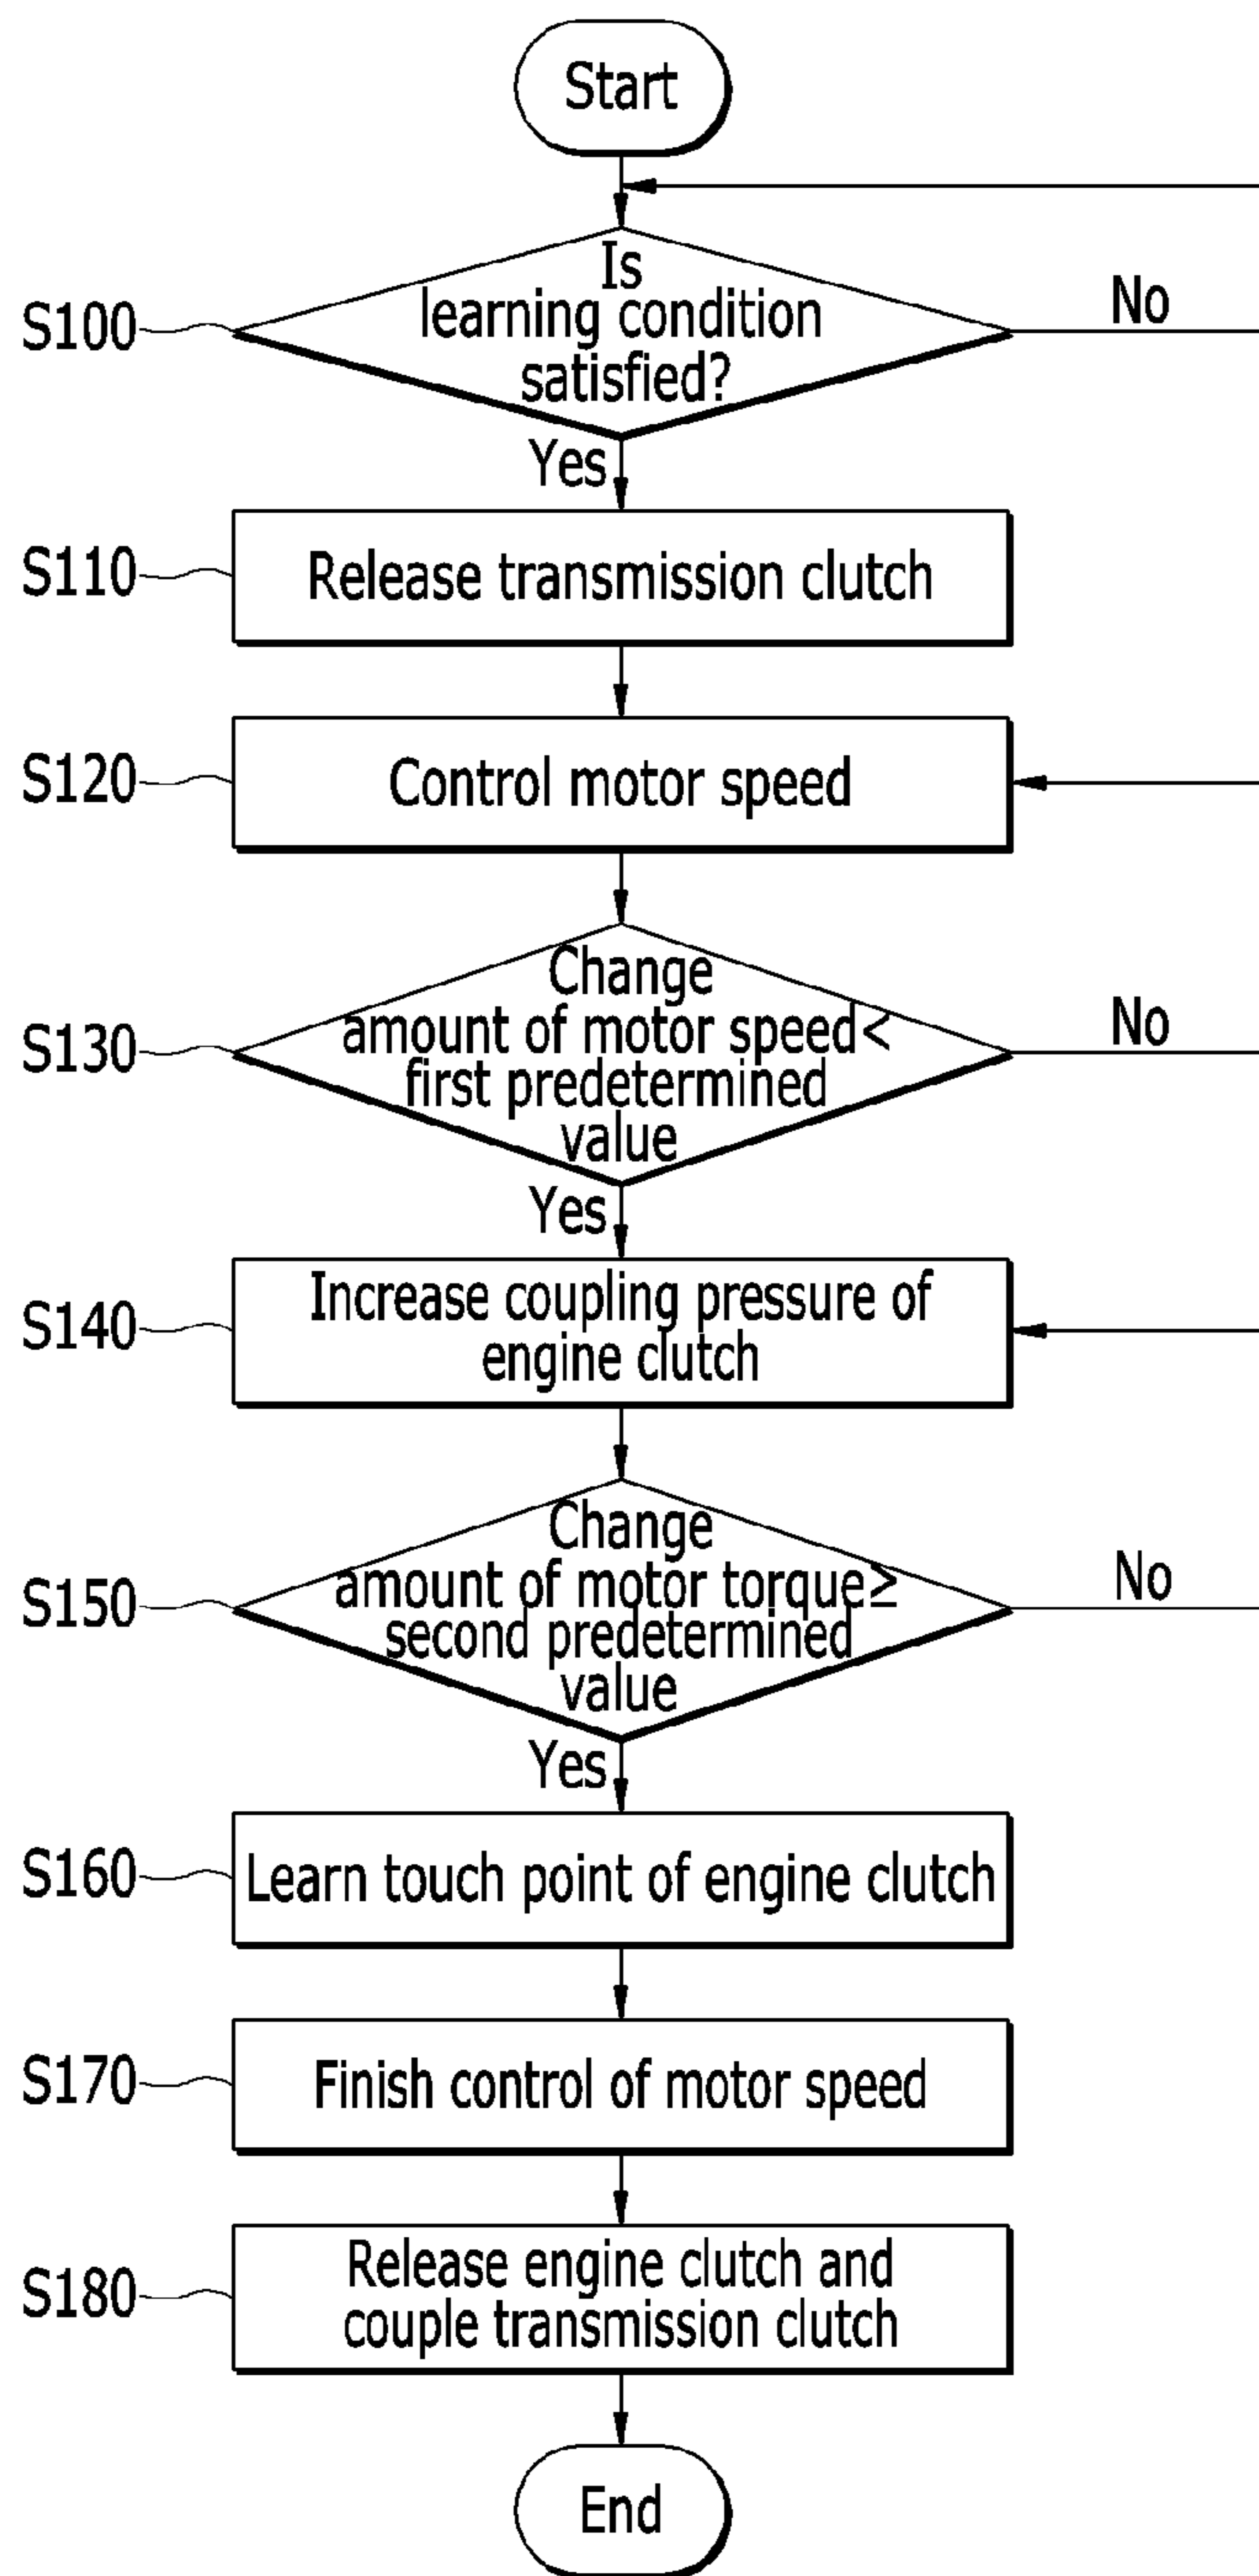 Start
Is
learning condition
satisfied?
S100
No
Yes
S110
Release transmission clutch
S120
Control motor speed
Change
amount of motor speed<
first predetermined
value
S130
No
Yes
S140
Increase coupling pressure of
engine clutch
Change
amount of motor torque≥
second predetermined
value
S150
No
Yes
S160
Learn touch point of engine clutch
S170
Finish control of motor speed
S180
Release engine clutch and
couple transmission clutch
End